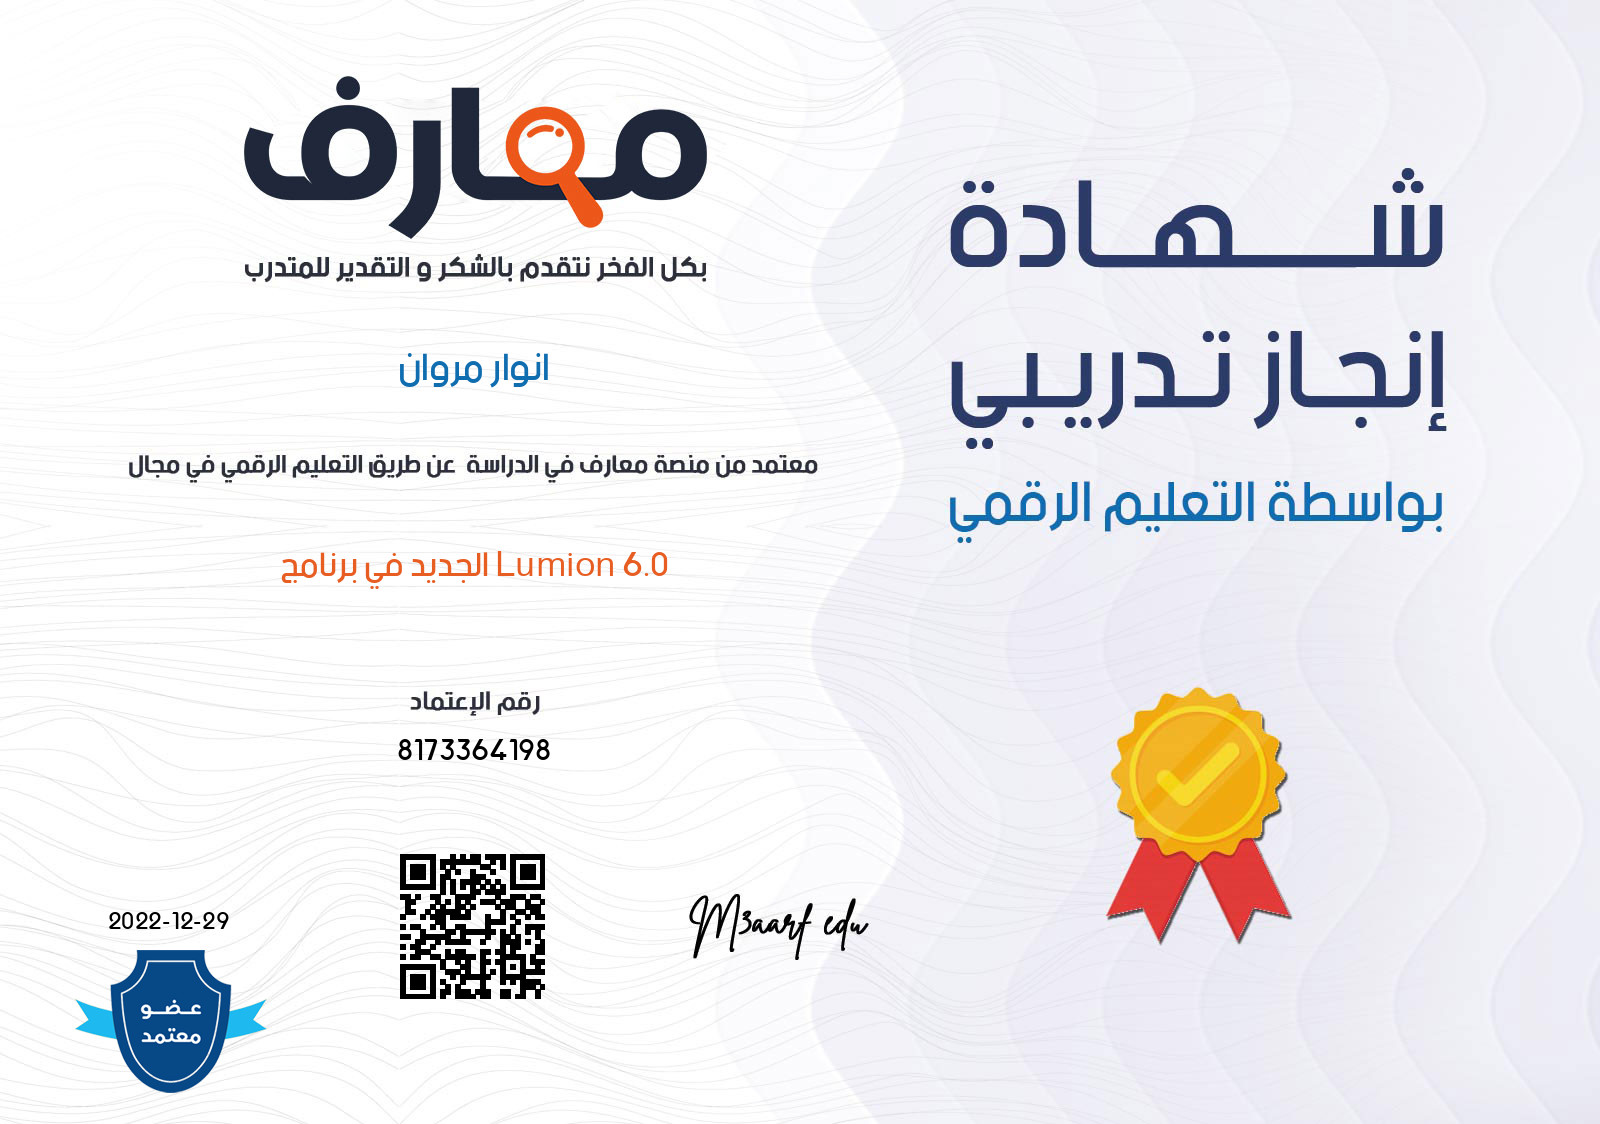 شهادة
إنجاز تدريبي
بواسطة التعليم الرقمي
معارف
بكل الفخر نتقدم بالشكر و التقدير للمتدرب
انوار مروان
معتمد من منصة معارف في الدراسة عن طريق التعليم الرقمي في مجال
الجديد في برنامج Lumion 6.0
رقم الإعتماد
8173364198
2022-12-29
عضو
معتمد
M3aarf edu